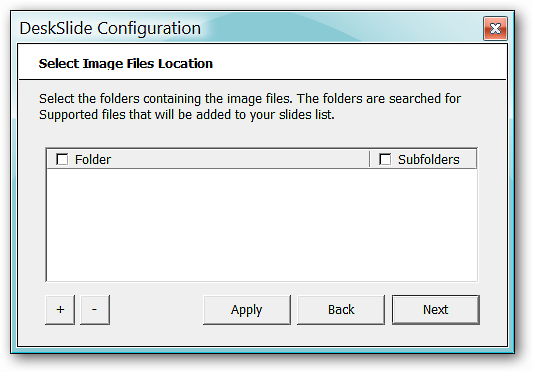 DeskSlide Configuration
Select Image Files Location
Select the folders containing the image files. The folders are searched for
Supported files that will be added to your slides list.
Folder Subfolders
+ - Apply Back Next